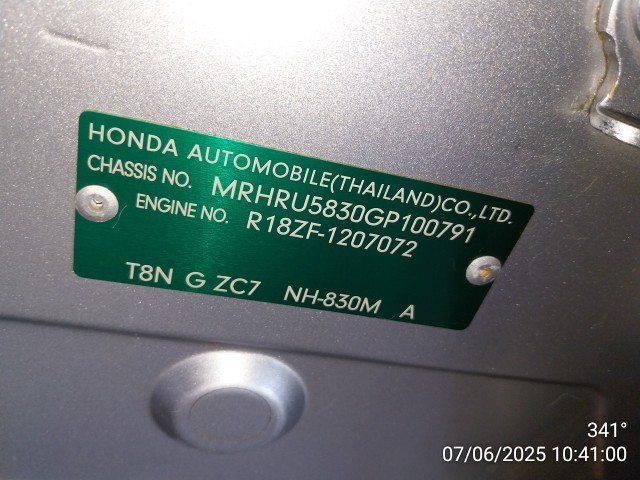 HONDA AUTOMOBILE(THAILAND)CO.,LTD.
CHASSIS NO. MRHRU5830GP100791
ENGINE NO. R18ZF-1207072
T8N G ZC7 NH-830M A
341°
07/06/2025 10:41:00